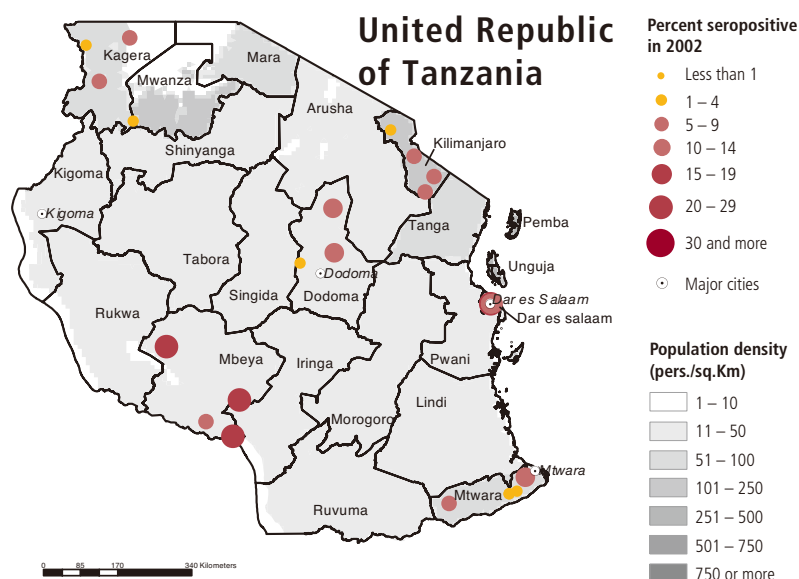 United Republic
of Tanzania
Percent seropositive
in 2002
Less than 1
1 – 4
5 – 9
10 – 14
15 – 19
20 – 29
30 and more
Major cities
Population density
(pers./sq.Km)
1 – 10
11 – 50
51 – 100
101 – 250
251 – 500
501 – 750
750 or more
Kagera
Mara
Mwanza
Arusha
Shinyanga
Kilimanjaro
Kigoma
Kigoma
Tanga
Pemba
Tabora
Unguja
Dodoma
Singida
Dodoma
Dar es Salaam
Dar es salaam
Rukwa
Mbeya
Iringa
Pwani
Lindi
Morogoro
Mtwara
Mtwara
Ruvuma
0 85 170 340 Kilometers